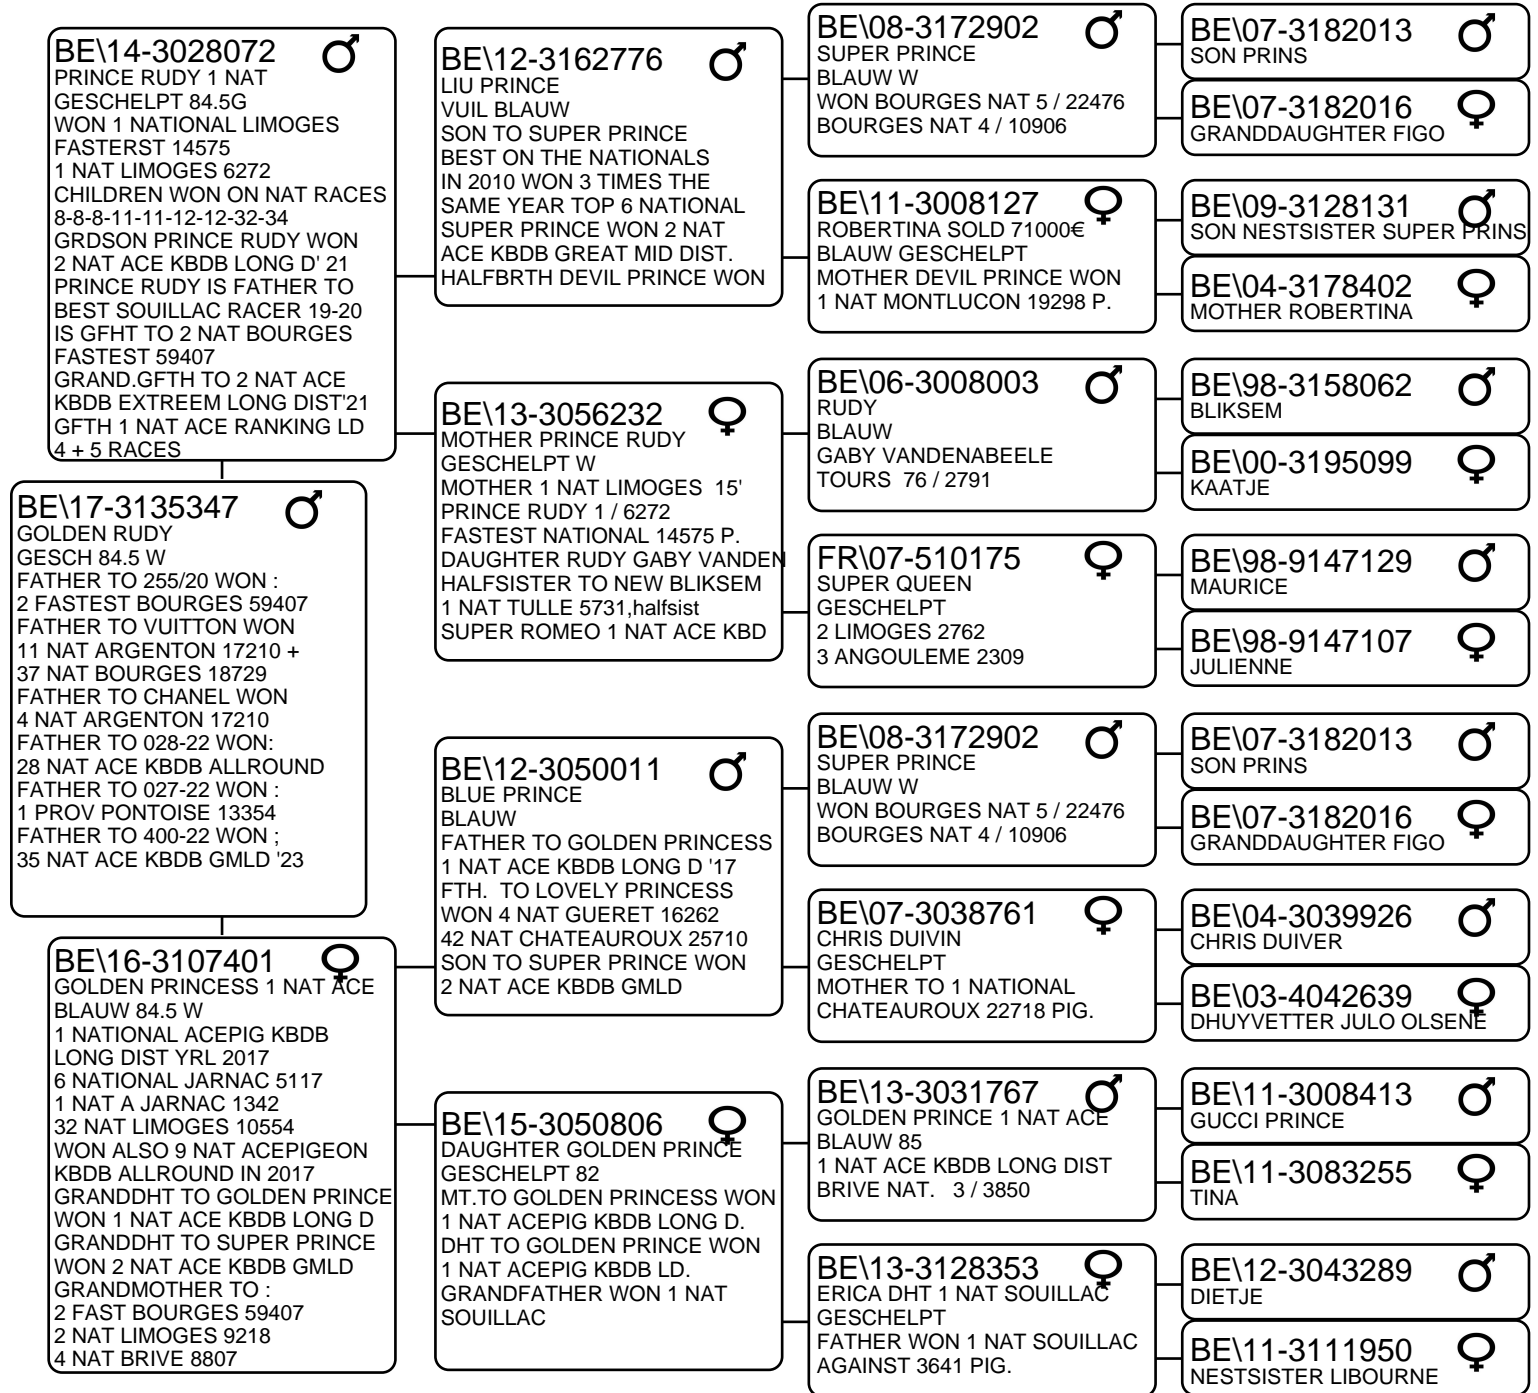 BE\14-3028072
PRINCE RUDY 1 NAT
GESCHELPT 84.5G
WON 1 NATIONAL LIMOGES
FASTERST 14575
1 NAT LIMOGES 6272
CHILDREN WON ON NAT RACES
8-8-8-11-11-12-12-32-34
GRDSON PRINCE RUDY WON
2 NAT ACE KBDB LONG D' 21
PRINCE RUDY IS FATHER TO
BEST SOUILLAC RACER 19-20
IS GFHT TO 2 NAT BOURGES
FASTEST 59407
GRAND.GFTH TO 2 NAT ACE
KBDB EXTREEM LONG DIST'21
GFTH 1 NAT ACE RANKING LD
4 + 5 RACES
BE\17-3135347
GOLDEN RUDY
GESCH 84.5 W
FATHER TO 255/20 WON :
2 FASTEST BOURGES 59407
FATHER TO VUITTON WON
11 NAT ARGENTON 17210 +
37 NAT BOURGES 18729
FATHER TO CHANEL WON
4 NAT ARGENTON 17210
FATHER TO 028-22 WON:
28 NAT ACE KBDB ALLROUND
FATHER TO 027-22 WON :
1 PROV PONTOISE 13354
FATHER TO 400-22 WON ;
35 NAT ACE KBDB GMLD '23
BE\16-3107401
GOLDEN PRINCESS 1 NAT ACE
BLAUW 84.5 W
1 NATIONAL ACEPIG KBDB
LONG DIST YRL 2017
6 NATIONAL JARNAC 5117
1 NAT A JARNAC 1342
32 NAT LIMOGES 10554
WON ALSO 9 NAT ACEPIGEON
KBDB ALLROUND IN 2017
GRANDDHT TO GOLDEN PRINCE
WON 1 NAT ACE KBDB LONG D
GRANDDHT TO SUPER PRINCE
WON 2 NAT ACE KBDB GMLD
GRANDMOTHER TO :
2 FAST BOURGES 59407
2 NAT LIMOGES 9218
4 NAT BRIVE 8807
BE\12-3162776
LIU PRINCE
VUIL BLAUW
SON TO SUPER PRINCE
BEST ON THE NATIONALS
IN 2010 WON 3 TIMES THE
SAME YEAR TOP 6 NATIONAL
SUPER PRINCE WON 2 NAT
ACE KBDB GREAT MID DIST.
HALFBRTH DEVIL PRINCE WON
BE\13-3056232
MOTHER PRINCE RUDY
GESCHELPT W
MOTHER 1 NAT LIMOGES  15'
PRINCE RUDY 1 / 6272
FASTEST NATIONAL 14575 P.
DAUGHTER RUDY GABY VANDEN
HALFSISTER TO NEW BLIKSEM
1 NAT TULLE 5731,halfsist
SUPER ROMEO 1 NAT ACE KBD
BE\12-3050011
BLUE PRINCE
BLAUW
FATHER TO GOLDEN PRINCESS
1 NAT ACE KBDB LONG D '17
FTH.  TO LOVELY PRINCESS
WON 4 NAT GUERET 16262
42 NAT CHATEAUROUX 25710
SON TO SUPER PRINCE WON
2 NAT ACE KBDB GMLD
BE\15-3050806
DAUGHTER GOLDEN PRINCE
GESCHELPT 82
MT.TO GOLDEN PRINCESS WON
1 NAT ACEPIG KBDB LONG D.
DHT TO GOLDEN PRINCE WON
1 NAT ACEPIG KBDB LD.
GRANDFATHER WON 1 NAT
SOUILLAC
BE\08-3172902
SUPER PRINCE
BLAUW W
WON BOURGES NAT 5 / 22476
BOURGES NAT 4 / 10906
BE\11-3008127
ROBERTINA SOLD 71000€
BLAUW GESCHELPT
MOTHER DEVIL PRINCE WON
1 NAT MONTLUCON 19298 P.
BE\06-3008003
RUDY
BLAUW
GABY VANDENABEELE
TOURS  76 / 2791
FR\07-510175
SUPER QUEEN
GESCHELPT
2 LIMOGES 2762
3 ANGOULEME 2309
BE\08-3172902
SUPER PRINCE
BLAUW W
WON BOURGES NAT 5 / 22476
BOURGES NAT 4 / 10906
BE\07-3038761
CHRIS DUIVIN
GESCHELPT
MOTHER TO 1 NATIONAL
CHATEAUROUX 22718 PIG.
BE\13-3031767
GOLDEN PRINCE 1 NAT ACE
BLAUW 85
1 NAT ACE KBDB LONG DIST
BRIVE NAT.  3 / 3850
BE\13-3128353
ERICA DHT 1 NAT SOUILLAC
GESCHELPT
FATHER WON 1 NAT SOUILLAC
AGAINST 3641 PIG.
BE\07-3182013
SON PRINS
BE\07-3182016
GRANDDAUGHTER FIGO
BE\09-3128131
SON NESTSISTER SUPER PRINS
BE\04-3178402
MOTHER ROBERTINA
BE\98-3158062
BLIKSEM
BE\00-3195099
KAATJE
BE\98-9147129
MAURICE
BE\98-9147107
JULIENNE
BE\07-3182013
SON PRINS
BE\07-3182016
GRANDDAUGHTER FIGO
BE\04-3039926
CHRIS DUIVER
BE\03-4042639
DHUYVETTER JULO OLSENE
BE\11-3008413
GUCCI PRINCE
BE\11-3083255
TINA
BE\12-3043289
DIETJE
BE\11-3111950
NESTSISTER LIBOURNE